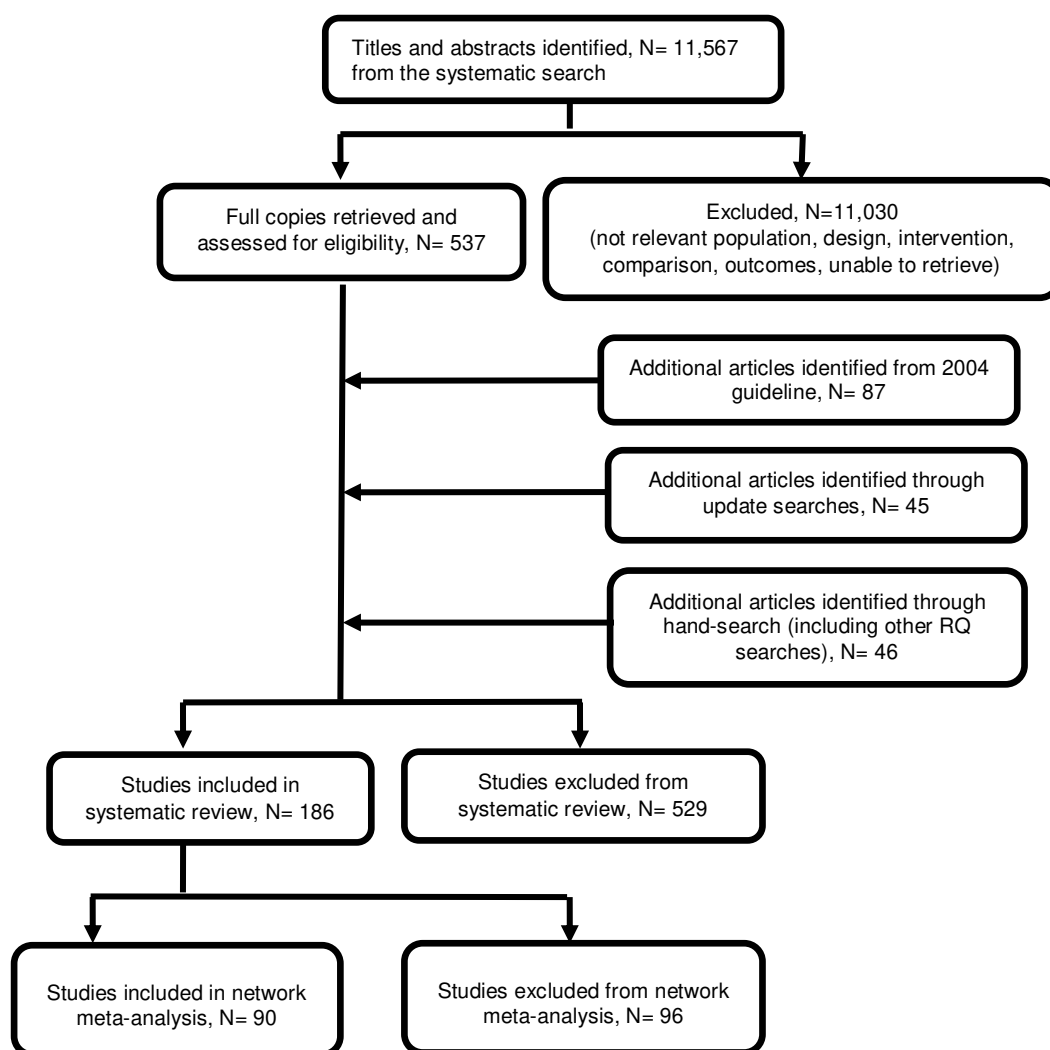 Titles and abstracts identified, N= 11,567
from the systematic search
Full copies retrieved and
assessed for eligibility, N= 537
Excluded, N=11,030
(not relevant population, design, intervention,
comparison, outcomes, unable to retrieve)
Additional articles identified from 2004
guideline, N= 87
Additional articles identified through
update searches, N= 45
Additional articles identified through
hand-search (including other RQ
searches), N= 46
Studies included in
systematic review, N= 186
Studies excluded from
systematic review, N= 529
Studies included in network
meta-analysis, N= 90
Studies excluded from network
meta-analysis, N= 96